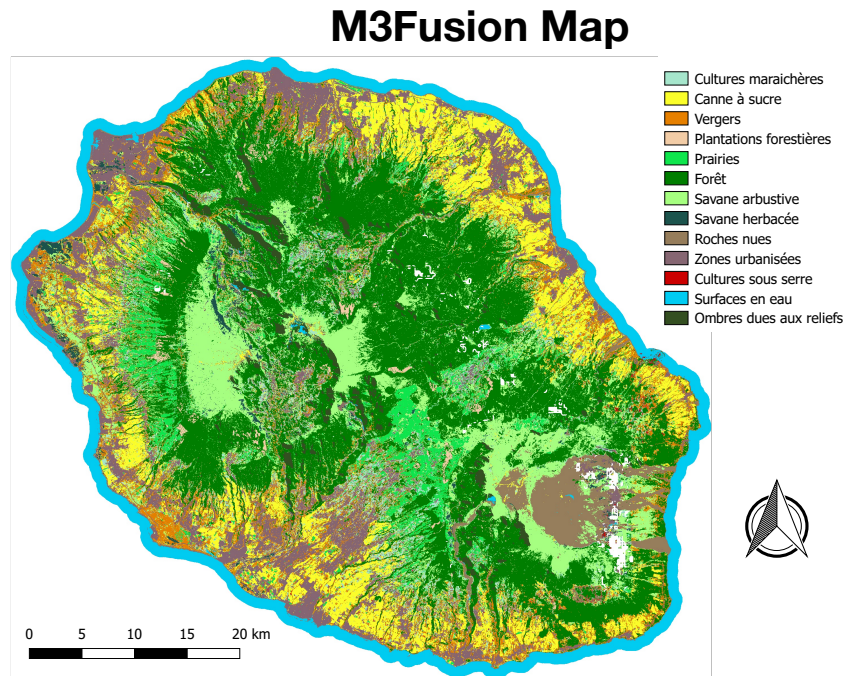 M3Fusion Map
Cultures maraichères
Canne à sucre
Vergers
Plantations forestières
Prairies
Forêt
Savane arbustive
Savane herbacée
Roches nues
Zones urbanisées
Cultures sous serre
Surfaces en eau
Ombres dues aux reliefs
0 5 10 15 20 km